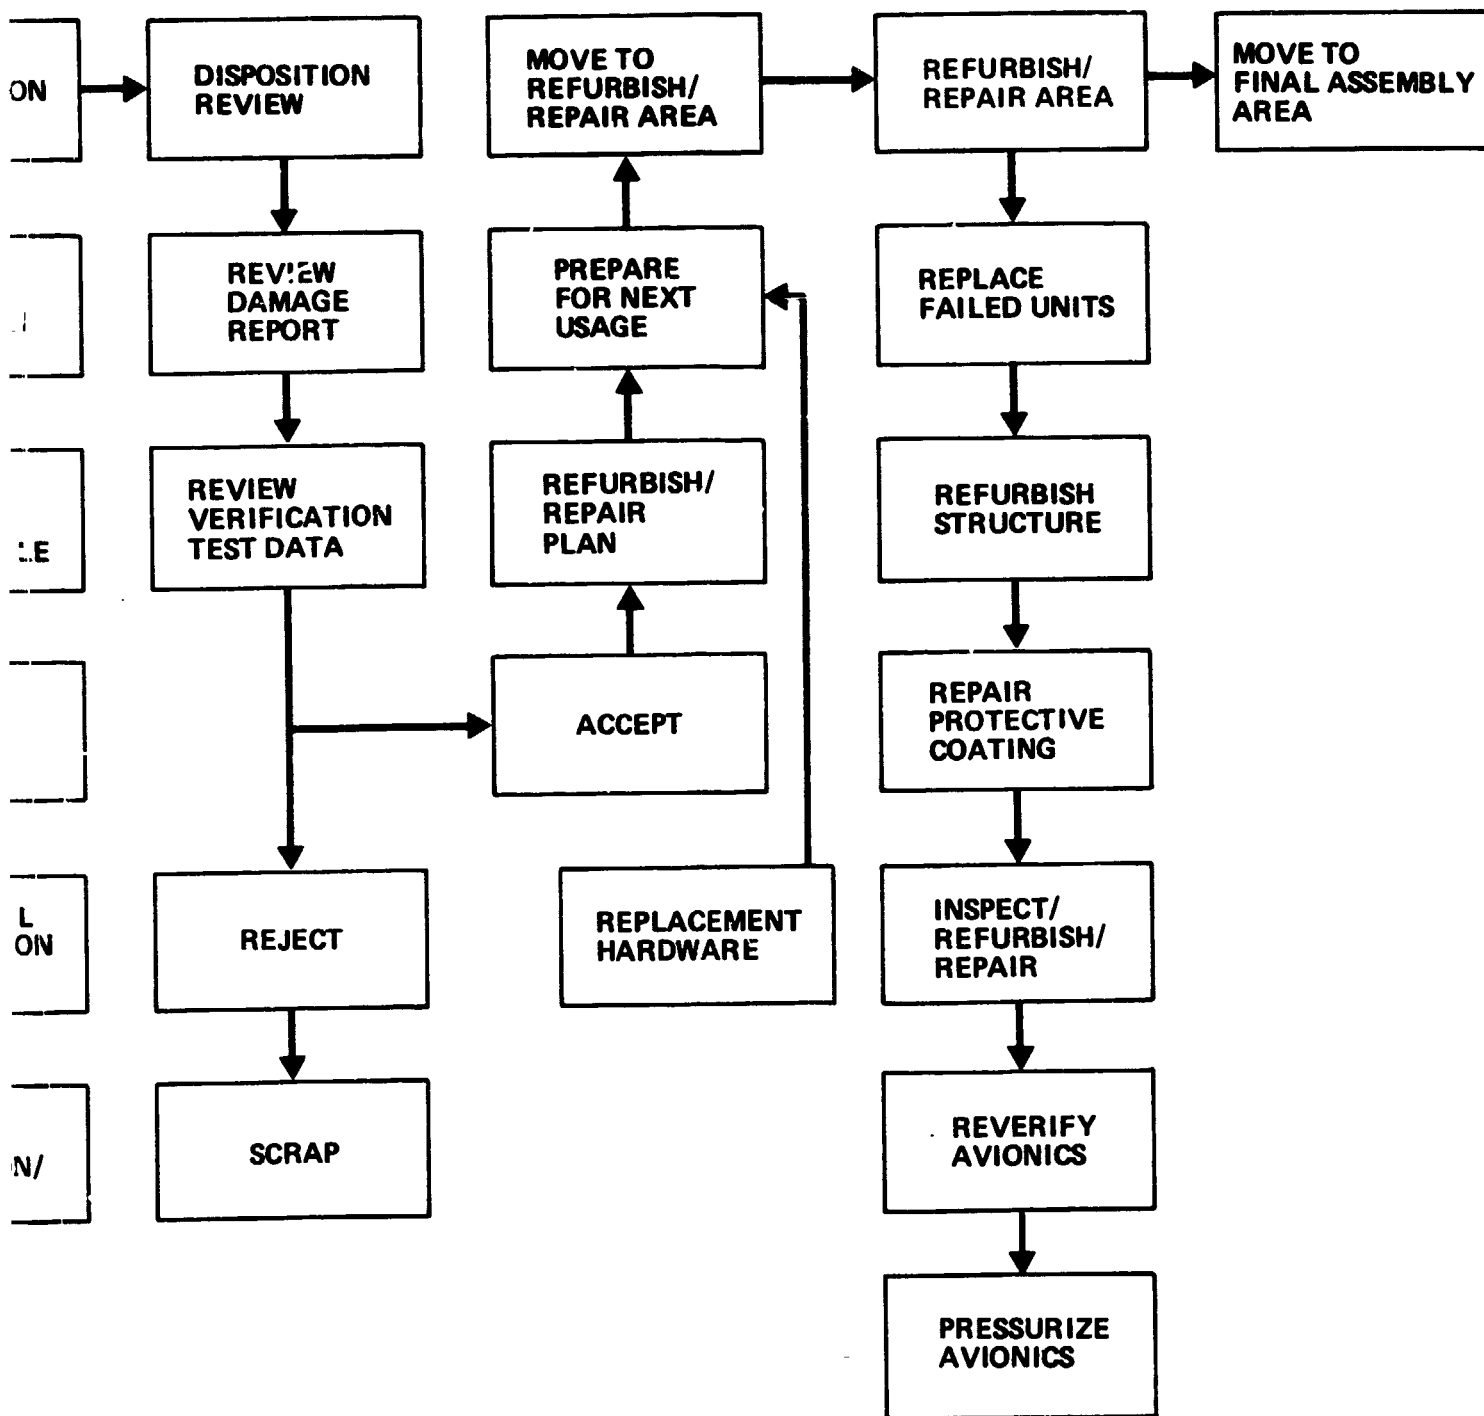 ON
DISPOSITION
REVIEW
MOVE TO
REFURBISH/
REPAIR AREA
REFURBISH/
REPAIR AREA
MOVE TO
FINAL ASSEMBLY
AREA
REVIEW
DAMAGE
REPORT
PREPARE
FOR NEXT
USAGE
REPLACE
FAILED UNITS
LE
REVIEW
VERIFICATION
TEST DATA
REFURBISH/
REPAIR
PLAN
REFURBISH
STRUCTURE
ACCEPT
REPAIR
PROTECTIVE
COATING
L
ON
REJECT
REPLACEMENT
HARDWARE
INSPECT/
REFURBISH/
REPAIR
N/
SCRAP
REVERIFY
AVIONICS
PRESSURIZE
AVIONICS